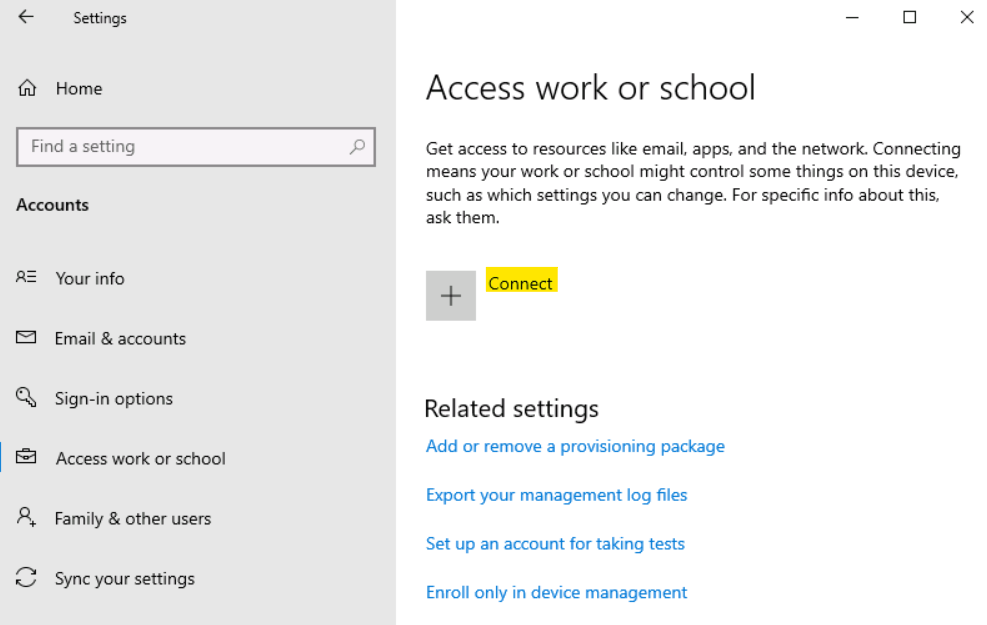 Settings
Home
Find a setting
Accounts
Your info
Email & accounts
Sign-in options
Access work or school
Family & other users
Sync your settings
Access work or school
Get access to resources like email, apps, and the network. Connecting
means your work or school might control some things on this device,
such as which settings you can change. For specific info about this,
ask them.
Connect
Related settings
Add or remove a provisioning package
Export your management log files
Set up an account for taking tests
Enroll only in device management